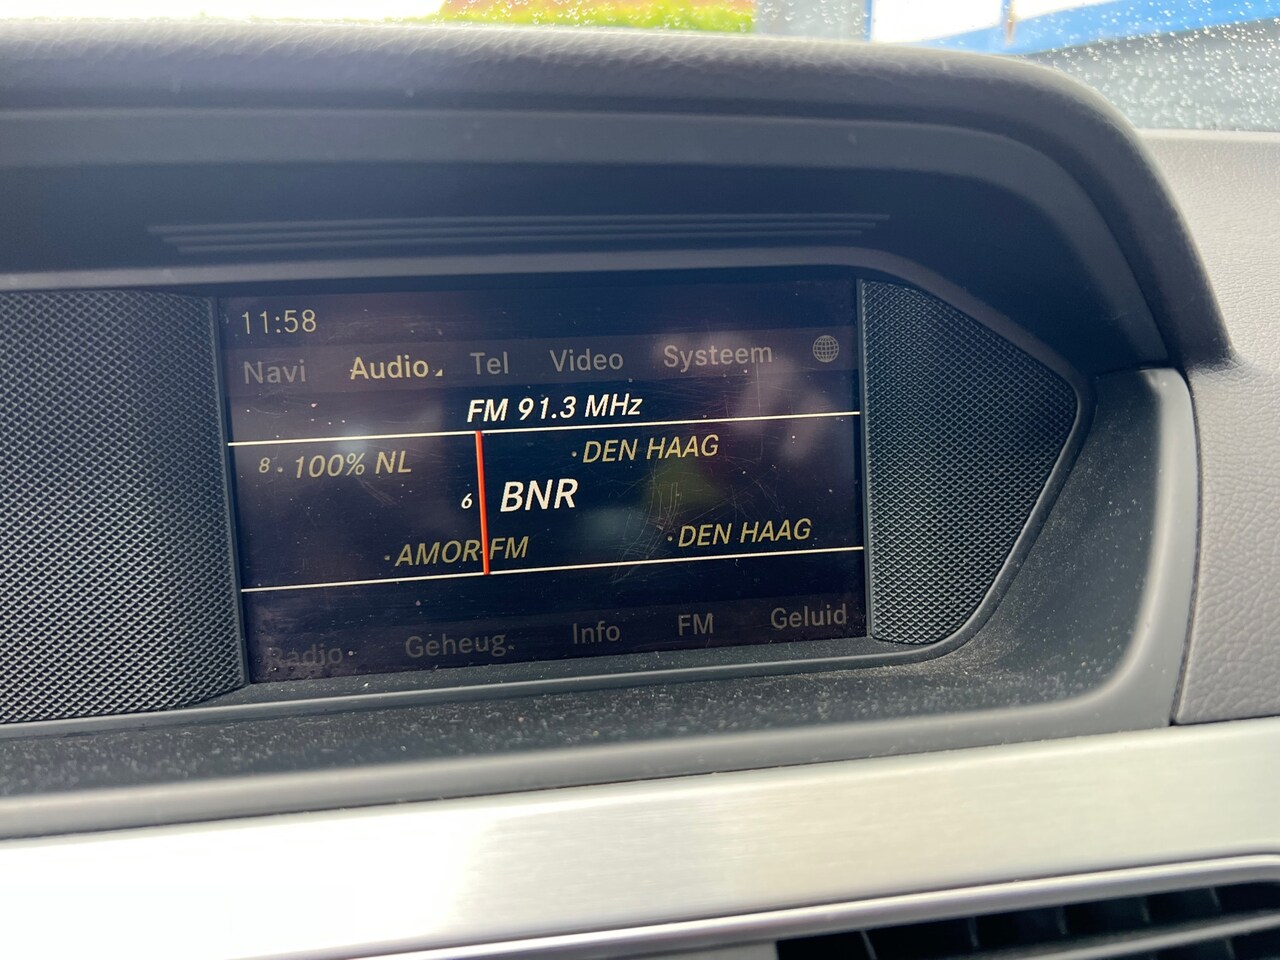 11:58
Navi Audio Tel Video Systeem
FM 91.3 MHz
8 · 100% NL · DEN HAAG
6 BNR
· AMOR FM · DEN HAAG
Radio · Geheug. Info FM Geluid